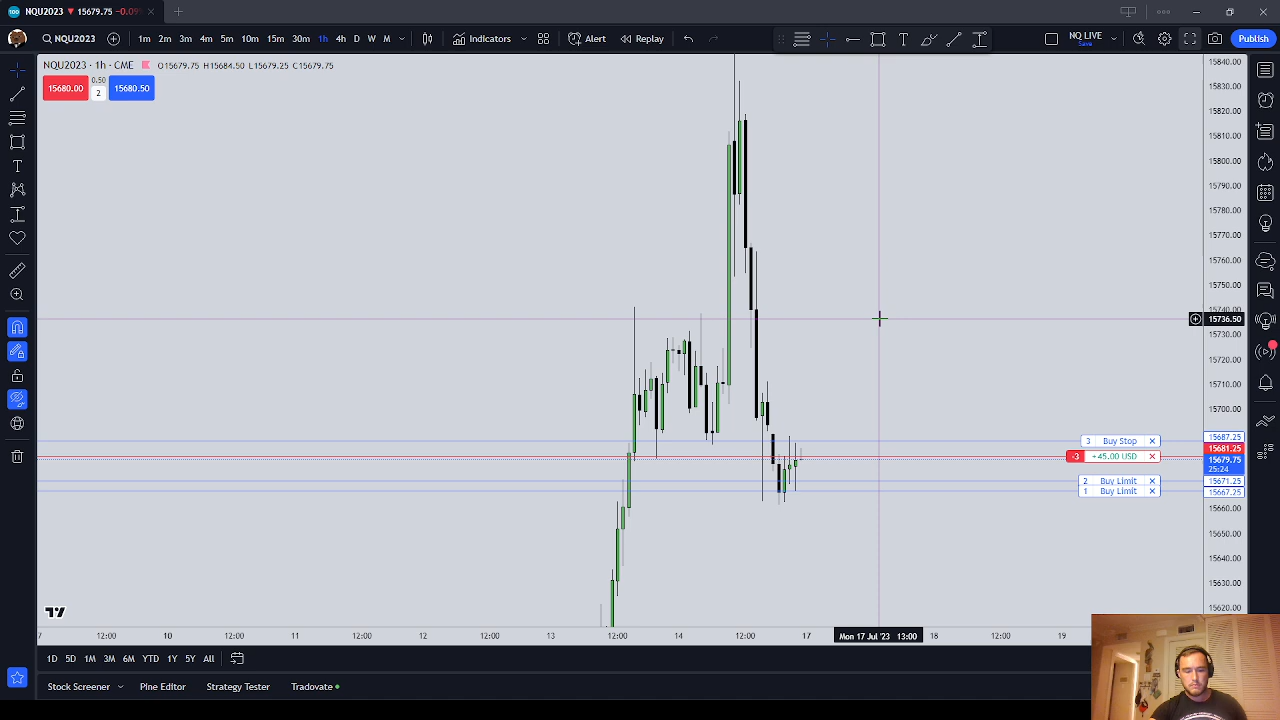 NQU2023 ▼ 15679.75 -0.09
NQU2023 1m 2m 3m 4m 5m 10m 15m 30m 1h 4h D W M Indicators Alert Replay NQ LIVE Save Publish
NQU2023 · 1h · CME O15679.75 H15684.50 L15679.25 C15679.75
15680.00 0.50 2 15680.50
15840.00
15830.00
15820.00
15810.00
15800.00
15790.00
15780.00
15770.00
15760.00
15750.00
15740.00
15736.50
15730.00
15720.00
15710.00
15700.00
3 Buy Stop 15687.25
-3 +45.00 USD 15681.25
15679.75
25:24
2 Buy Limit 15671.25
1 Buy Limit 15667.25
15660.00
15650.00
15640.00
15630.00
15620.00
7 12:00 10 12:00 11 12:00 12 12:00 13 12:00 14 12:00 17 Mon 17 Jul '23 13:00 18 12:00 19
1D 5D 1M 3M 6M YTD 1Y 5Y All
Stock Screener Pine Editor Strategy Tester Tradovate